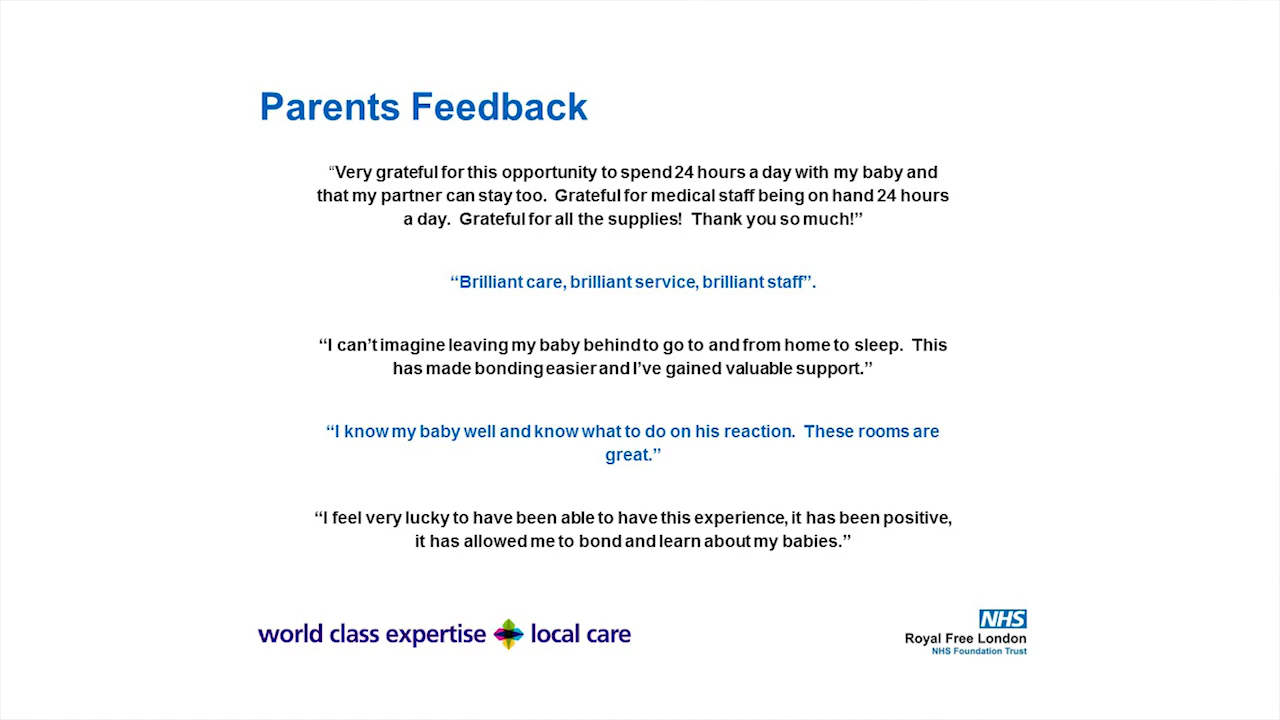 Parents Feedback
“Very grateful for this opportunity to spend 24 hours a day with my baby and
that my partner can stay too. Grateful for medical staff being on hand 24 hours
a day. Grateful for all the supplies! Thank you so much!”
“Brilliant care, brilliant service, brilliant staff”.
“I can’t imagine leaving my baby behind to go to and from home to sleep. This
has made bonding easier and I’ve gained valuable support.”
“I know my baby well and know what to do on his reaction. These rooms are
great.”
“I feel very lucky to have been able to have this experience, it has been positive,
it has allowed me to bond and learn about my babies.”
world class expertise local care
NHS
Royal Free London
NHS Foundation Trust